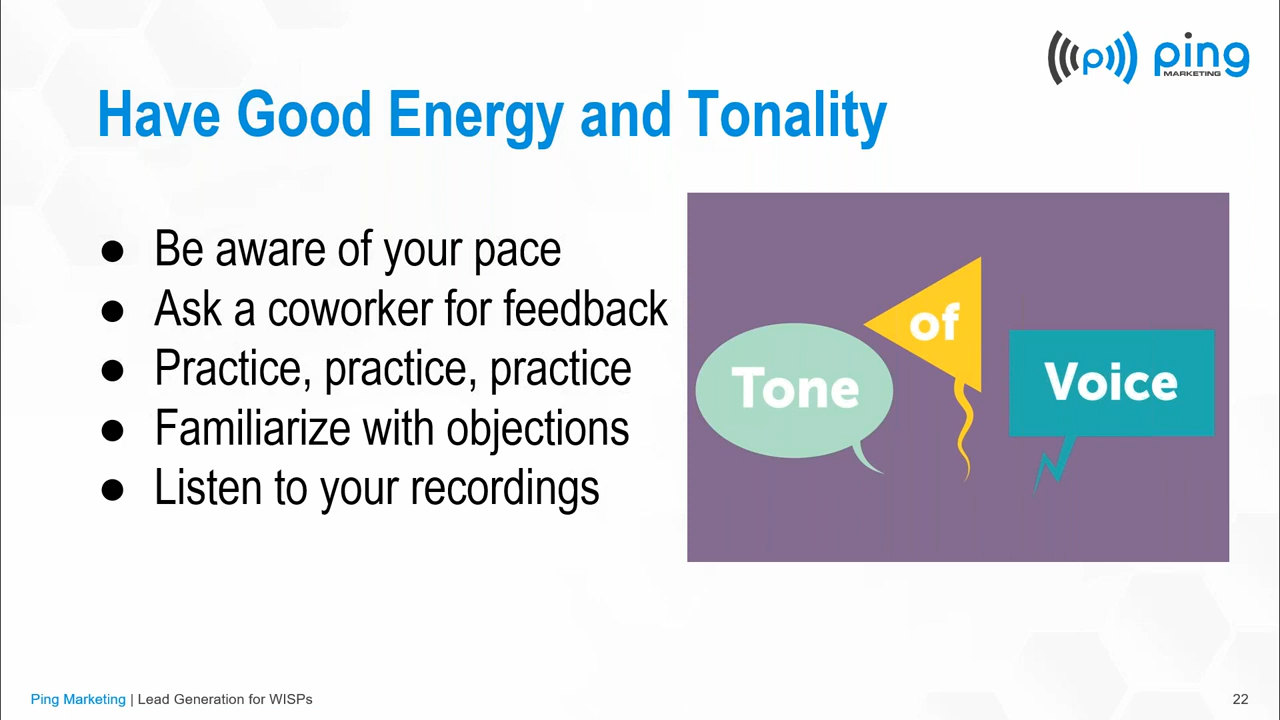 (p)
ping
MARKETING
Have Good Energy and Tonality
● Be aware of your pace
● Ask a coworker for feedback
● Practice, practice, practice
● Familiarize with objections
● Listen to your recordings
Tone
of
Voice
Ping Marketing | Lead Generation for WISPs
22